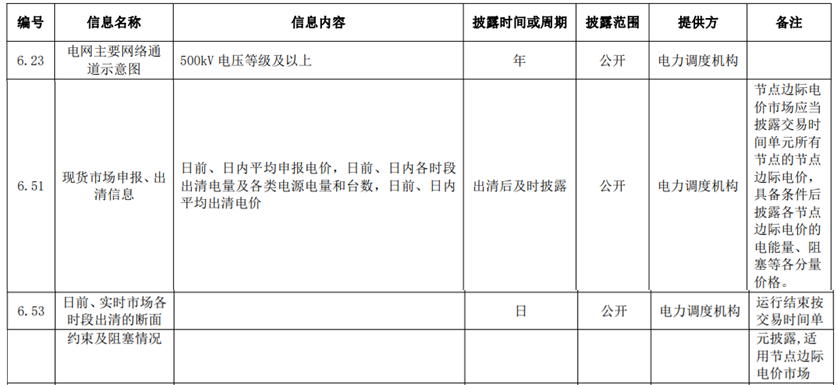 编号 信息名称 信息内容 披露时间或周期 披露范围 提供方 备注
6.23 电网主要网络通道示意图 500kV 电压等级及以上 年 公开 电力调度机构
6.51 现货市场申报、出清信息 日前、日内平均申报电价，日前、日内各时段出清电量及各类电源电量和台数，日前、日内平均出清电价 出清后及时披露 公开 电力调度机构 节点边际电价市场应当披露交易时间单元所有节点的节点边际电价，具备条件后披露各节点边际电价的电能量、阻塞等各分量价格。
6.53 日前、实时市场各时段出清的断面 日 公开 电力调度机构 运行结束按交易时间单
约束及阻塞情况 元披露,适用节点边际电价市场